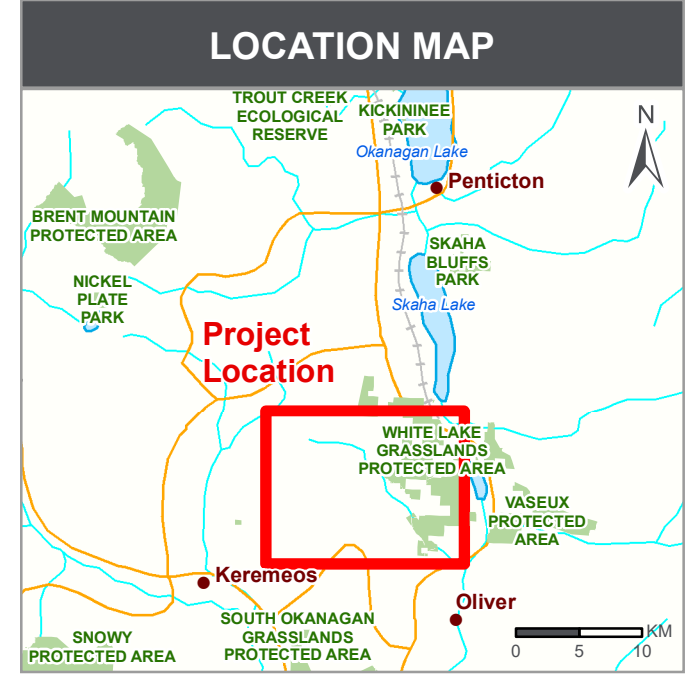 LOCATION MAP
TROUT CREEK
ECOLOGICAL
RESERVE
KICKININEE
PARK
Okanagan Lake
N
Penticton
BRENT MOUNTAIN
PROTECTED AREA
SKAHA
BLUFFS
PARK
NICKEL
PLATE
PARK
Skaha Lake
Project
Location
WHITE LAKE
GRASSLANDS
PROTECTED AREA
VASEUX
PROTECTED
AREA
Keremeos
Oliver
SOUTH OKANAGAN
GRASSLANDS
PROTECTED AREA
SNOWY
PROTECTED AREA
KM
0 5 10